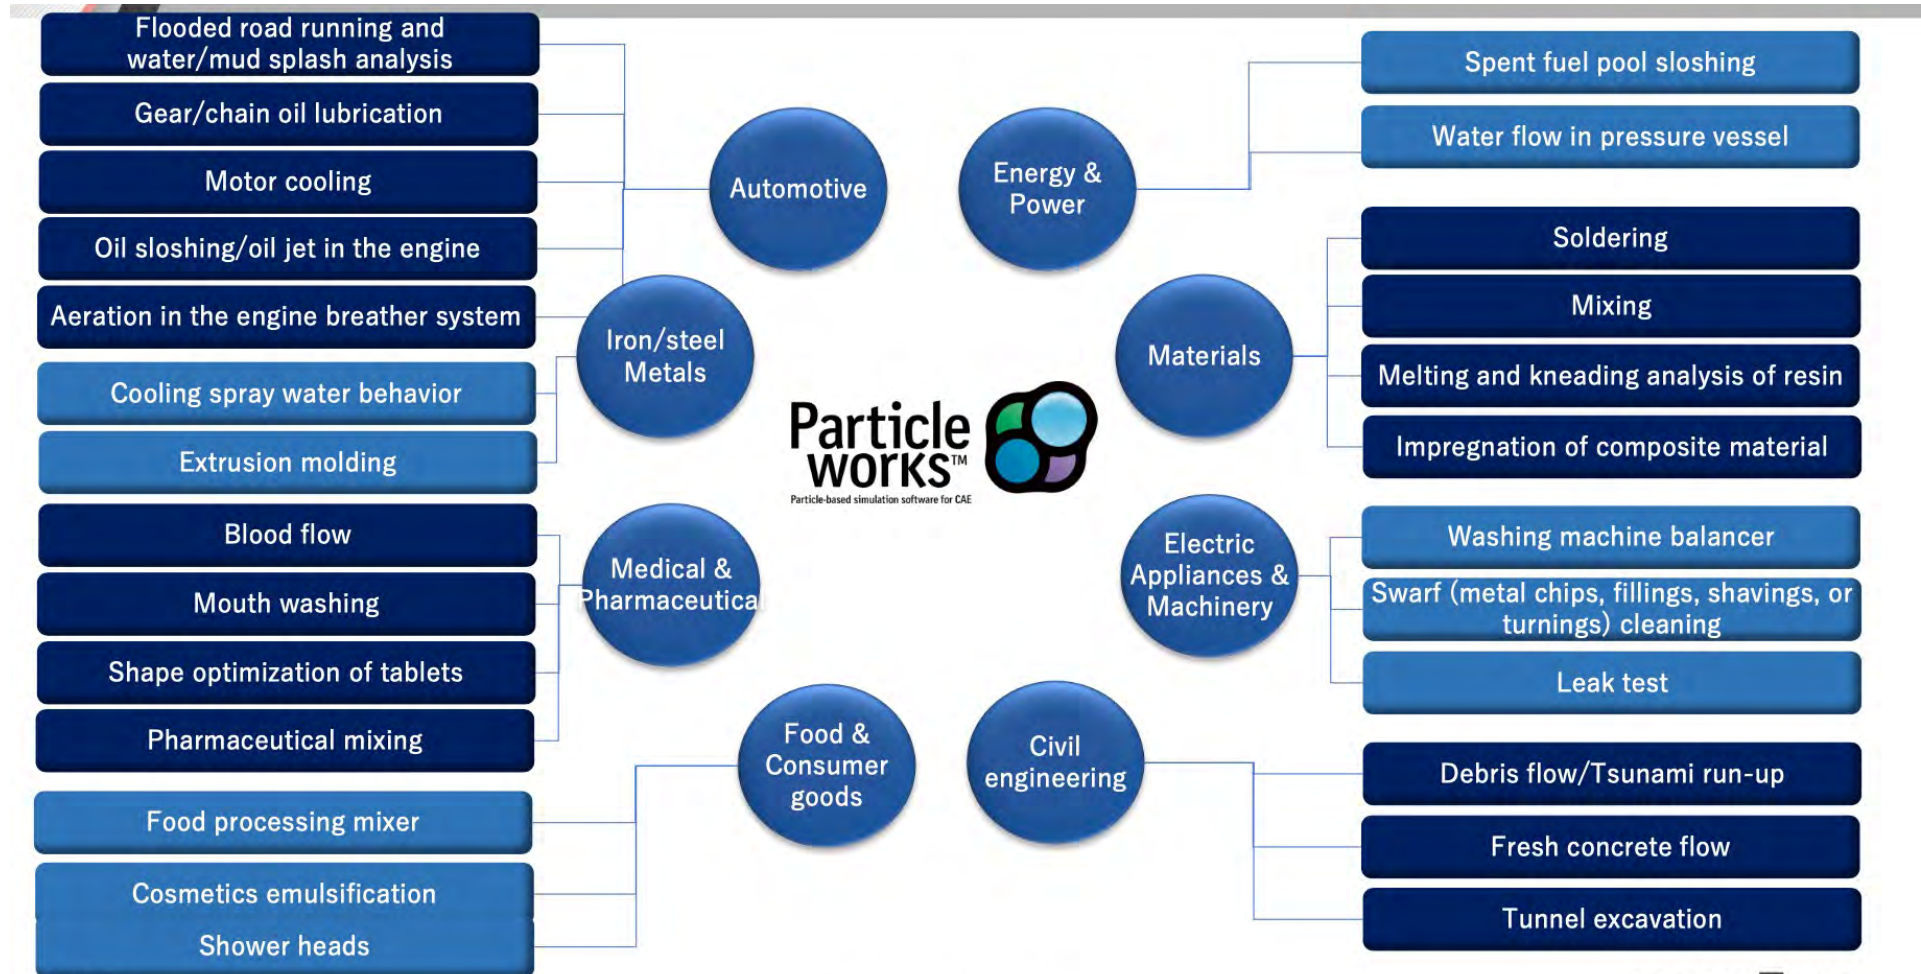 Flooded road running and
water/mud splash analysis
Gear/chain oil lubrication
Motor cooling
Oil sloshing/oil jet in the engine
Aeration in the engine breather system
Automotive
Cooling spray water behavior
Extrusion molding
Iron/steel
Metals
Blood flow
Mouth washing
Shape optimization of tablets
Pharmaceutical mixing
Medical &
Pharmaceutical
Food processing mixer
Cosmetics emulsification
Shower heads
Food &
Consumer
goods
Particle
works™
Particle-based simulation software for CAE
Energy &
Power
Spent fuel pool sloshing
Water flow in pressure vessel
Materials
Soldering
Mixing
Melting and kneading analysis of resin
Impregnation of composite material
Electric
Appliances &
Machinery
Washing machine balancer
Swarf (metal chips, fillings, shavings, or
turnings) cleaning
Leak test
Civil
engineering
Debris flow/Tsunami run-up
Fresh concrete flow
Tunnel excavation